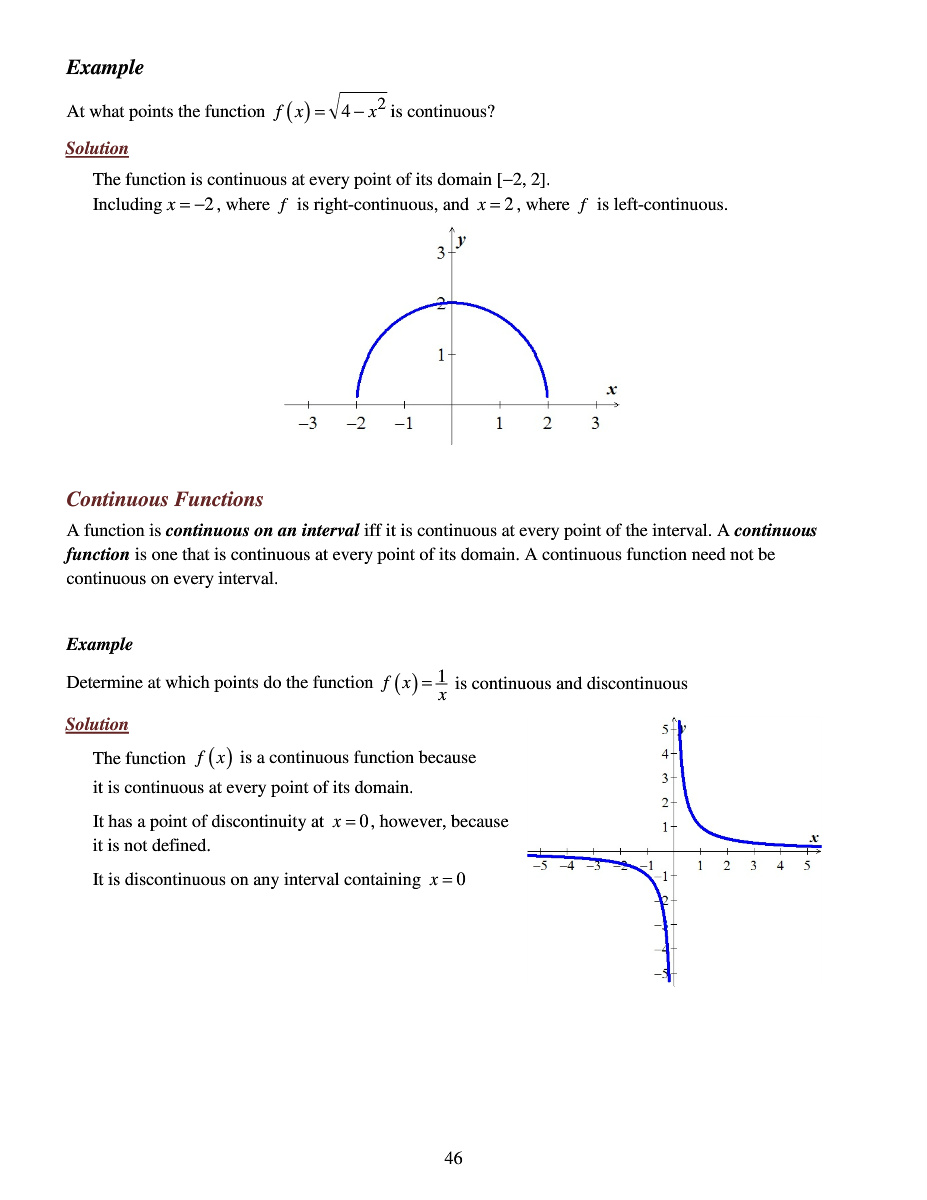 Example
At what points the function f(x) = √(4 − x²) is continuous?
Solution
The function is continuous at every point of its domain [−2, 2].
Including x = −2, where f is right-continuous, and x = 2, where f is left-continuous.
y
3
2
1
x
−3 −2 −1 1 2 3
Continuous Functions
A function is continuous on an interval iff it is continuous at every point of the interval. A continuous
function is one that is continuous at every point of its domain. A continuous function need not be
continuous on every interval.
Example
Determine at which points do the function f(x) = 1/x is continuous and discontinuous
Solution
The function f(x) is a continuous function because
it is continuous at every point of its domain.
It has a point of discontinuity at x = 0, however, because
it is not defined.
It is discontinuous on any interval containing x = 0
5 y
4
3
2
1
x
−5 −4 −3 −2 −1 1 2 3 4 5
−1
−2
−4
−5
46